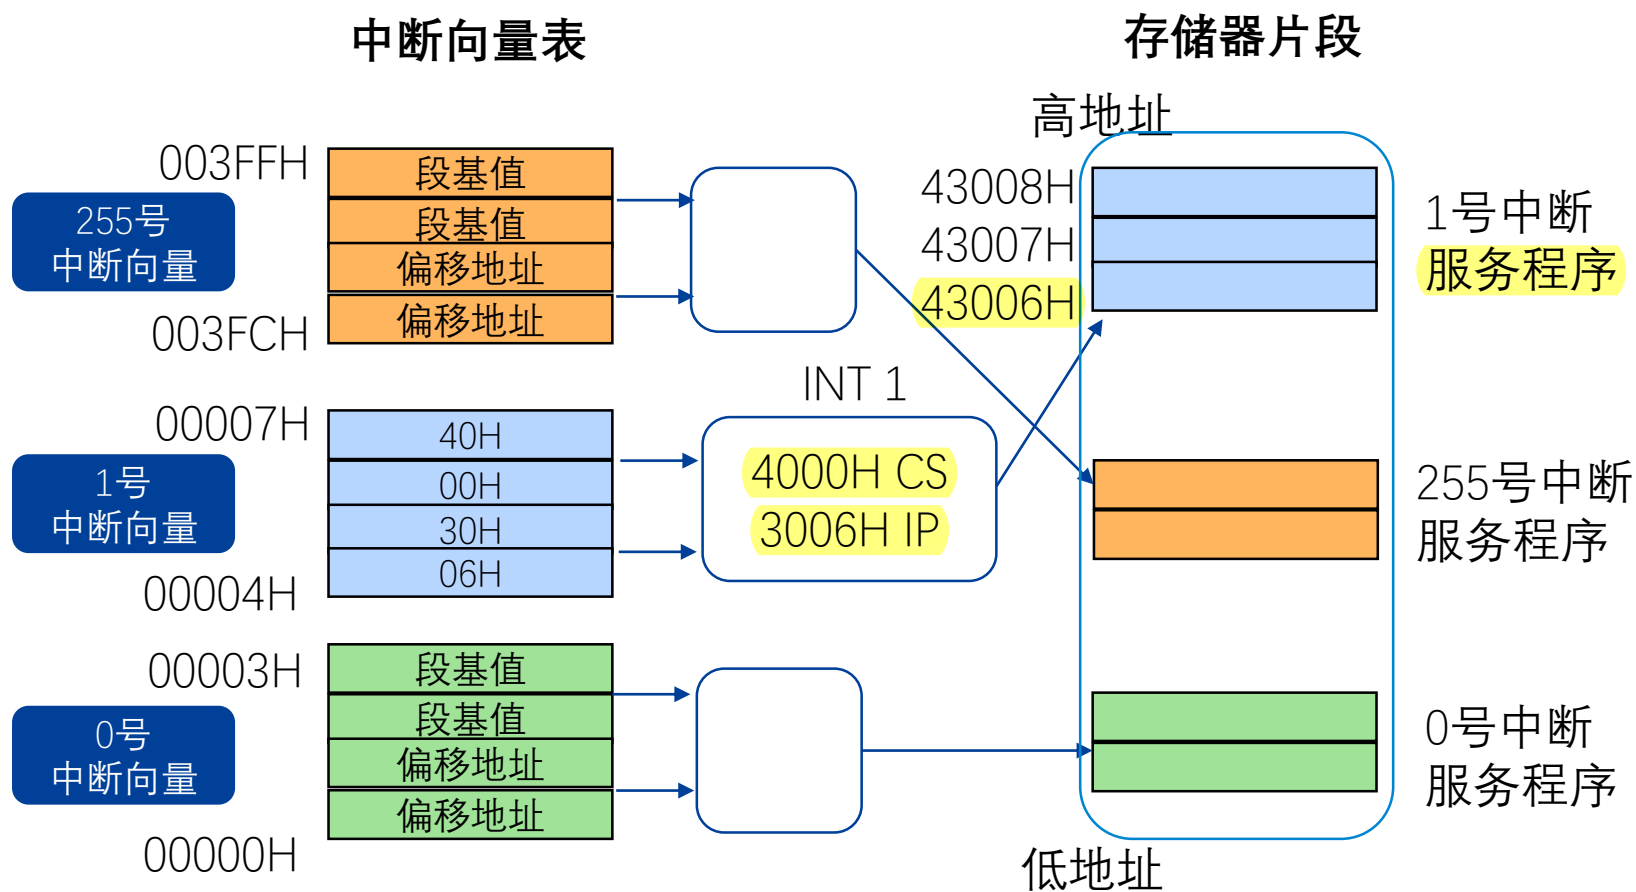 中断向量表
存储器片段
高地址
003FFH
255号
中断向量
003FCH
段基值
段基值
偏移地址
偏移地址
43008H
43007H
43006H
1号中断
服务程序
INT 1
00007H
1号
中断向量
00004H
40H
00H
30H
06H
4000H CS
3006H IP
255号中断
服务程序
00003H
0号
中断向量
00000H
段基值
段基值
偏移地址
偏移地址
0号中断
服务程序
低地址